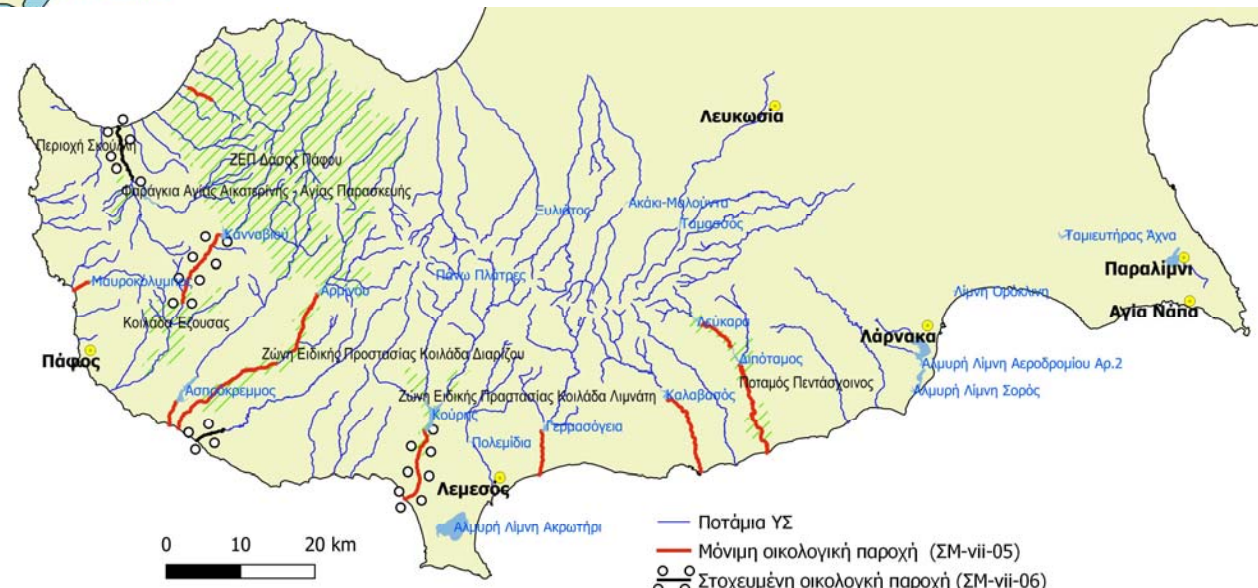 Λευκωσία
Περιοχή Σκούλλη
ΖΕΠ Δάσος Πάφου
Φαράγκια Αγίας Αικατερίνης - Αγίας Παρασκευής
Ξυλιάτος
Ακάκι-Μαλούντα
Ταμασσός
Κανναβιού
Ταμιευτήρας Άχνα
Παραλίμνι
Πάνω Πλάτρες
Μαυροκόλυμπος
Αρμίνου
Λίμνη Ορόκλινη
Αγία Νάπα
Κοιλάδα Έζουσας
Λεύκαρα
Λάρνακα
Πάφος
Ζώνη Ειδικής Προστασίας Κοιλάδα Διαρίζου
Διπόταμος
Αλμυρή Λίμνη Αεροδρομίου Αρ.2
Ποταμός Πεντάσχοινος
Ασπρόκρεμμος
Ζώνη Ειδικής Πραστασίας Κοιλάδα Λιμνάτη
Καλαβασός
Αλμυρή Λίμνη Σορός
Κούρης
Γερμασόγεια
Πολεμίδια
Λεμεσός
Αλμυρή Λίμνη Ακρωτήρι
0 10 20 km
Ποτάμια ΥΣ
Μόνιμη οικολογική παροχή (ΣΜ-vii-05)
Στοχευμένη οικολογκή παροχή (ΣΜ-vii-06)